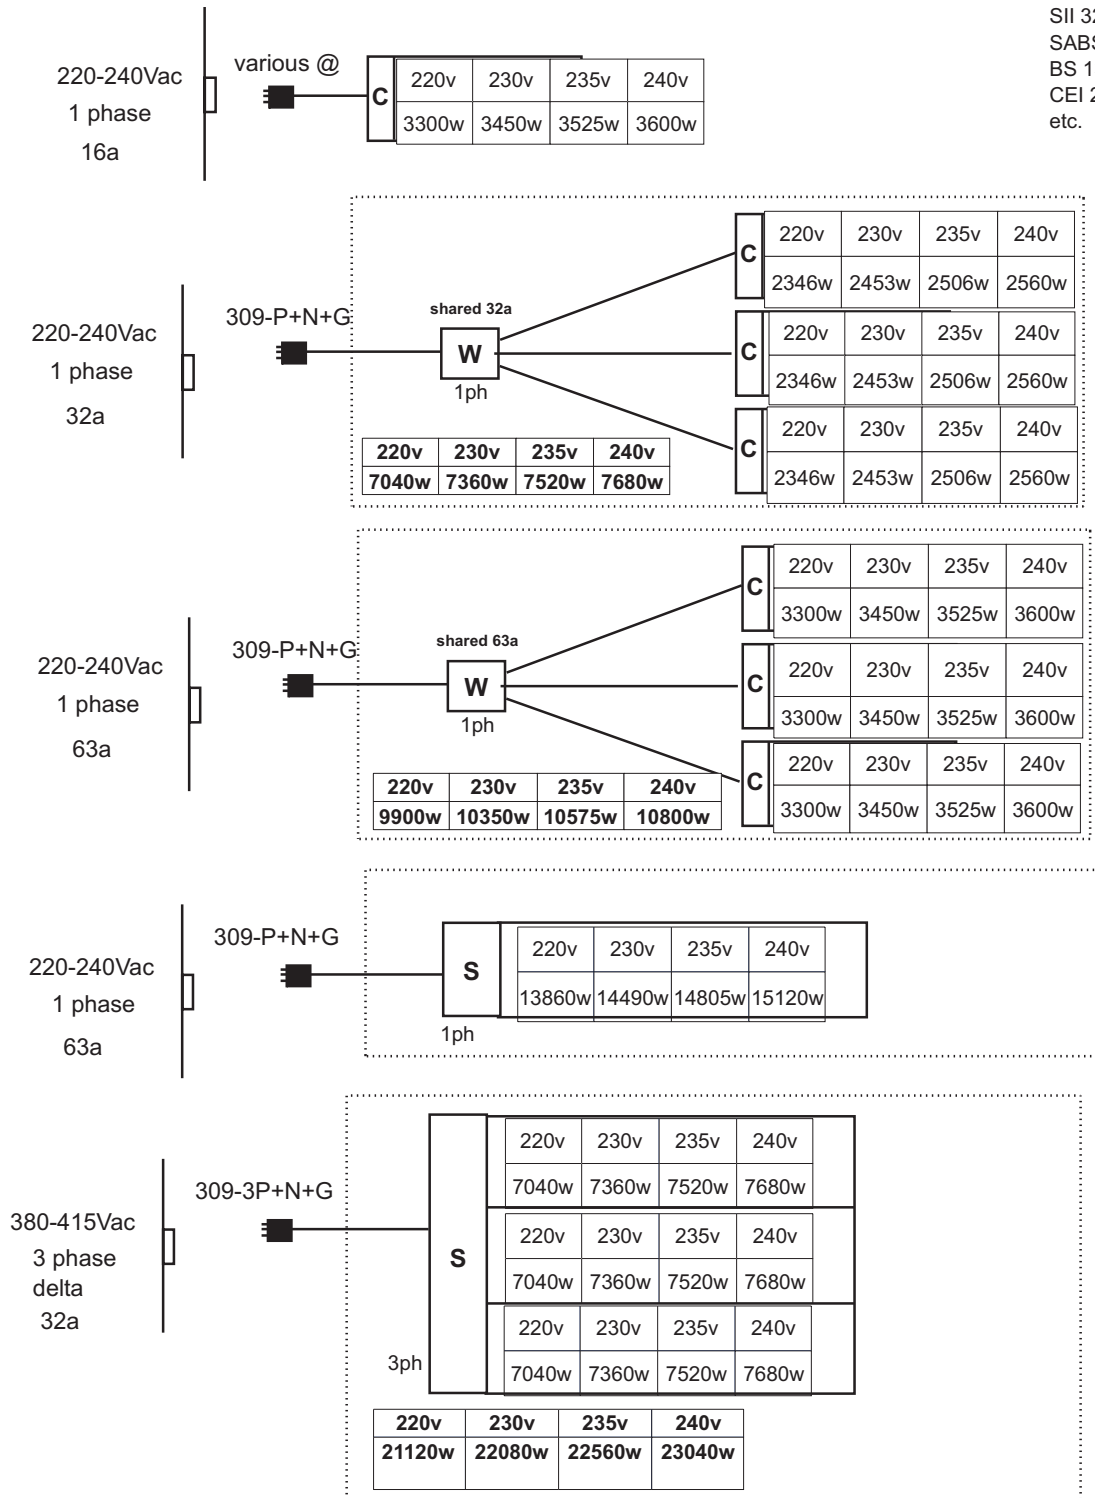 SII 32
SABS
BS 1
CEI 2
etc.
220-240Vac
1 phase
16a
various @
C
220v 230v 235v 240v
3300w 3450w 3525w 3600w
220-240Vac
1 phase
32a
309-P+N+G
shared 32a
W
1ph
C
220v 230v 235v 240v
2346w 2453w 2506w 2560w
C
220v 230v 235v 240v
2346w 2453w 2506w 2560w
C
220v 230v 235v 240v
2346w 2453w 2506w 2560w
220v 230v 235v 240v
7040w 7360w 7520w 7680w
220-240Vac
1 phase
63a
309-P+N+G
shared 63a
W
1ph
C
220v 230v 235v 240v
3300w 3450w 3525w 3600w
C
220v 230v 235v 240v
3300w 3450w 3525w 3600w
C
220v 230v 235v 240v
3300w 3450w 3525w 3600w
220v 230v 235v 240v
9900w 10350w 10575w 10800w
220-240Vac
1 phase
63a
309-P+N+G
S
1ph
220v 230v 235v 240v
13860w 14490w 14805w 15120w
380-415Vac
3 phase
delta
32a
309-3P+N+G
S
3ph
220v 230v 235v 240v
7040w 7360w 7520w 7680w
220v 230v 235v 240v
7040w 7360w 7520w 7680w
220v 230v 235v 240v
7040w 7360w 7520w 7680w
220v 230v 235v 240v
21120w 22080w 22560w 23040w